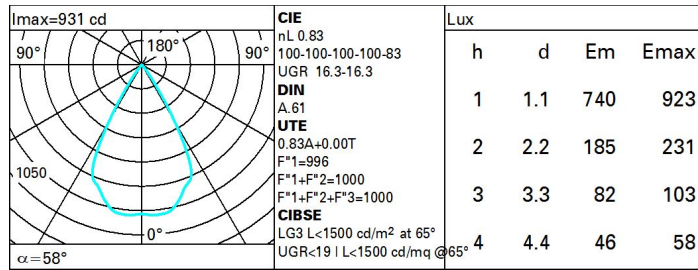 Imax=931 cd
90°
180°
90°
1050
0°
α=58°
CIE
nL 0.83
100-100-100-100-83
UGR 16.3-16.3
DIN
A.61
UTE
0.83A+0.00T
F"1=996
F"1+F"2=1000
F"1+F"2+F"3=1000
CIBSE
LG3 L<1500 cd/m² at 65°
UGR<19 | L<1500 cd/mq @65°
Lux
h d Em Emax
1 1.1 740 923
2 2.2 185 231
3 3.3 82 103
4 4.4 46 58